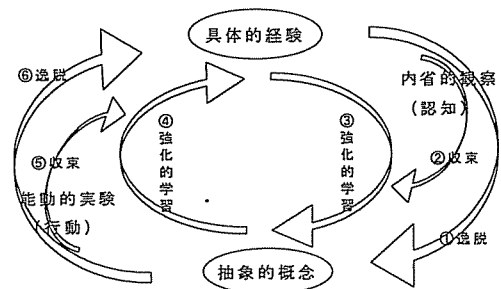 具体的経験
⑥逸脱
内省的観察
（認知）
④強化的学習
③強化的学習
②収束
⑤収束
能動的実験
（行動）
①逸脱
抽象的概念